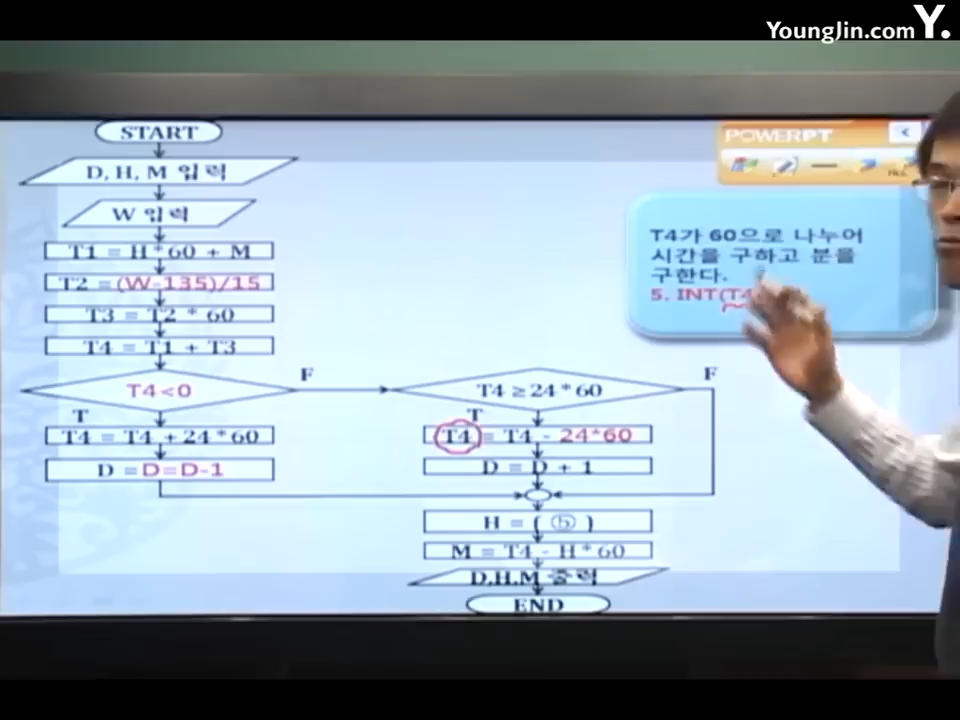 YoungJin.com Y.
START
D, H, M 입력
W 입력
T1 = H*60 + M
T2 =(W-135)/15
T3 = T2 * 60
T4 = T1 + T3
T4<0
F
T
T4 = T4 +24*60
D =D=D-1
T4 ≥24*60
F
T
T4 = T4 - 24*60
D = D + 1
H = ( ⓑ )
M = T4 - H*60
D,H,M 출력
END
POWERPT
T4가 60으로 나누어
시간을 구하고 분을
구한다.
5. INT(T4